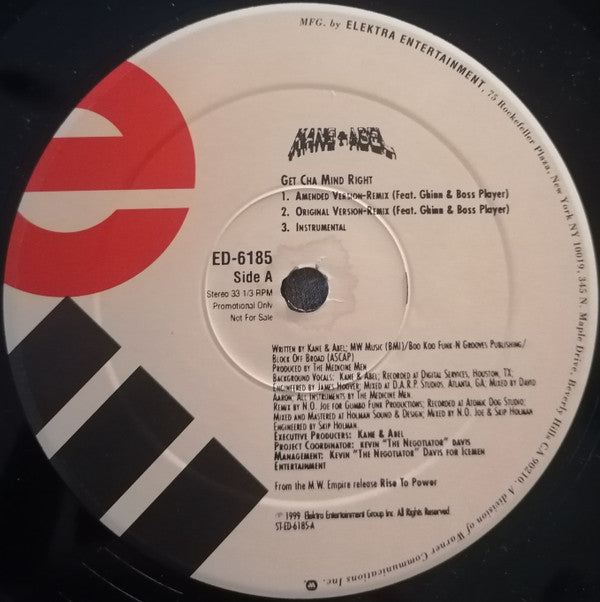 MFG. by ELEKTRA ENTERTAINMENT, 75 Rockefeller Plaza, New York NY 10019, 345 N. Maple Drive, Beverly Hills CA 90210. A division of Warner Communications Inc.
KANE & ABEL
GET CHA MIND RIGHT
1. AMENDED VERSION-REMIX (FEAT. Ghinn & BOSS PLAYER)
2. ORIGINAL VERSION-REMIX (FEAT. Ghinn & BOSS PLAYER)
3. INSTRUMENTAL
ED-6185
Side A
Stereo 33 1/3 RPM
Promotional Only
Not For Sale
WRITTEN BY KANE & ABEL; MW MUSIC (BMI)/BOO KOO FUNK N GROOVES PUBLISHING/
BLOCK OFF BROAD (ASCAP)
PRODUCED BY THE MEDICINE MEN
BACKGROUND VOCALS: KANE & ABEL; RECORDED AT DIGITAL SERVICES, HOUSTON, TX;
ENGINEERED BY JAMES HOOVER; MIXED AT D.A.R.P. STUDIOS, ATLANTA, GA; MIXED BY DAVID
AARON. ALL INSTRUMENTS BY THE MEDICINE MEN
REMIX BY N.O. JOE FOR GUMBO FUNK PRODUCTIONS; RECORDED AT ATOMIC DOG STUDIO;
MIXED AND MASTERED AT HOLMAN SOUND & DESIGN; MIXED BY N.O. JOE & SKIP HOLMAN
ENGINEERED BY SKIP HOLMAN
EXECUTIVE PRODUCERS: KANE & ABEL
PROJECT COORDINATOR: KEVIN "THE NEGOTIATOR" DAVIS
MANAGEMENT: KEVIN "THE NEGOTIATOR" DAVIS FOR ICEMEN
ENTERTAINMENT
From the M.W. Empire release Rise To Power
℗ 1999 Elektra Entertainment Group Inc. All Rights Reserved.
ST-ED-6185-A